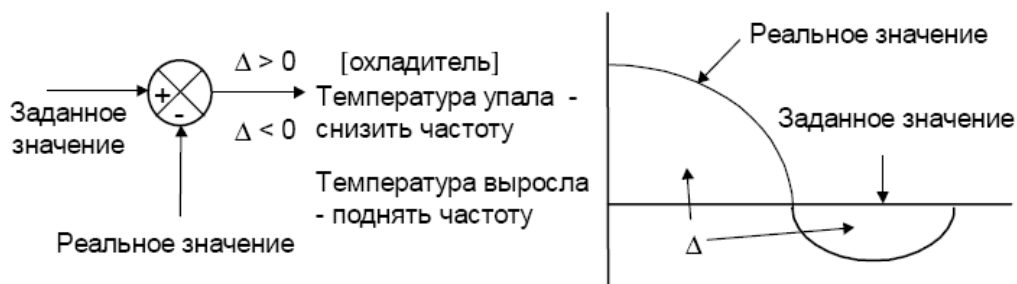 Δ > 0 [охладитель]
+
-
Заданное
значение
Температура упала -
Δ < 0 снизить частоту
Температура выросла
- поднять частоту
Реальное значение
Реальное значение
Заданное значение
Δ